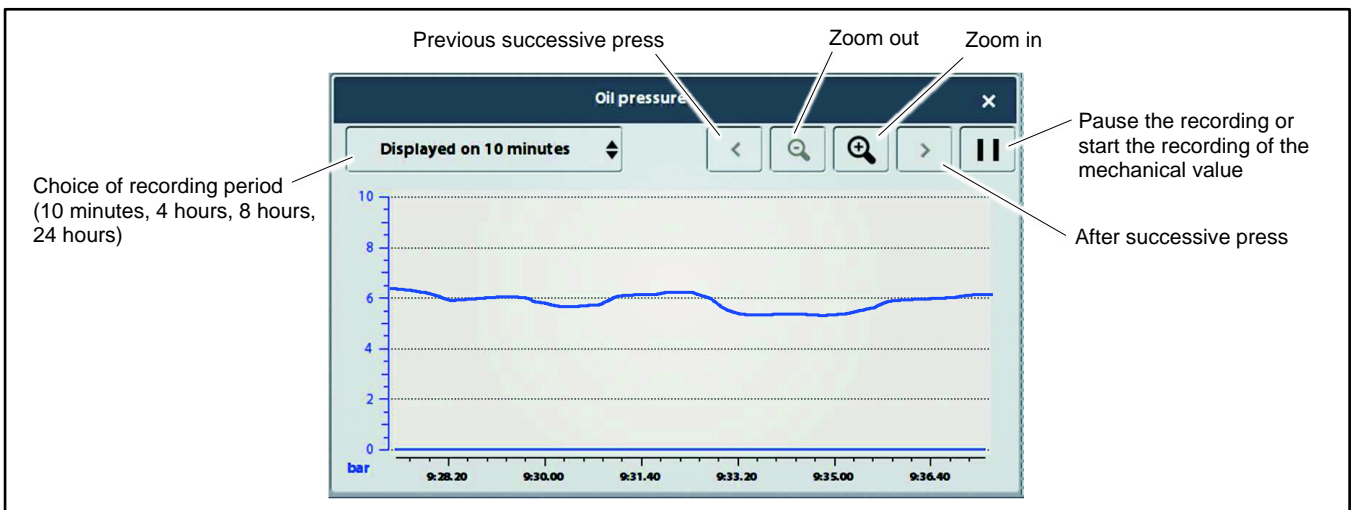 Previous successive press
Zoom out
Zoom in
Oil pressure
×
Displayed on 10 minutes
Pause the recording or
start the recording of the
mechanical value
Choice of recording period
(10 minutes, 4 hours, 8 hours,
24 hours)
After successive press
10
8
6
4
2
0
bar
9:28.20 9:30.00 9:31.40 9:33.20 9:35.00 9:36.40